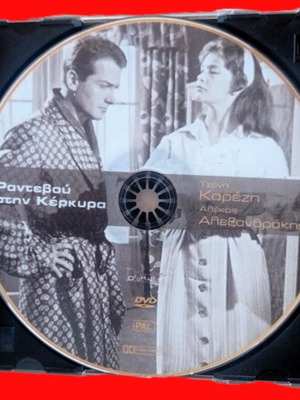 Ραντεβού
στην Κέρκυρα
Τζένη
Καρέζη
Αλέκος
Αλεξανδράκης
DVD
PAL